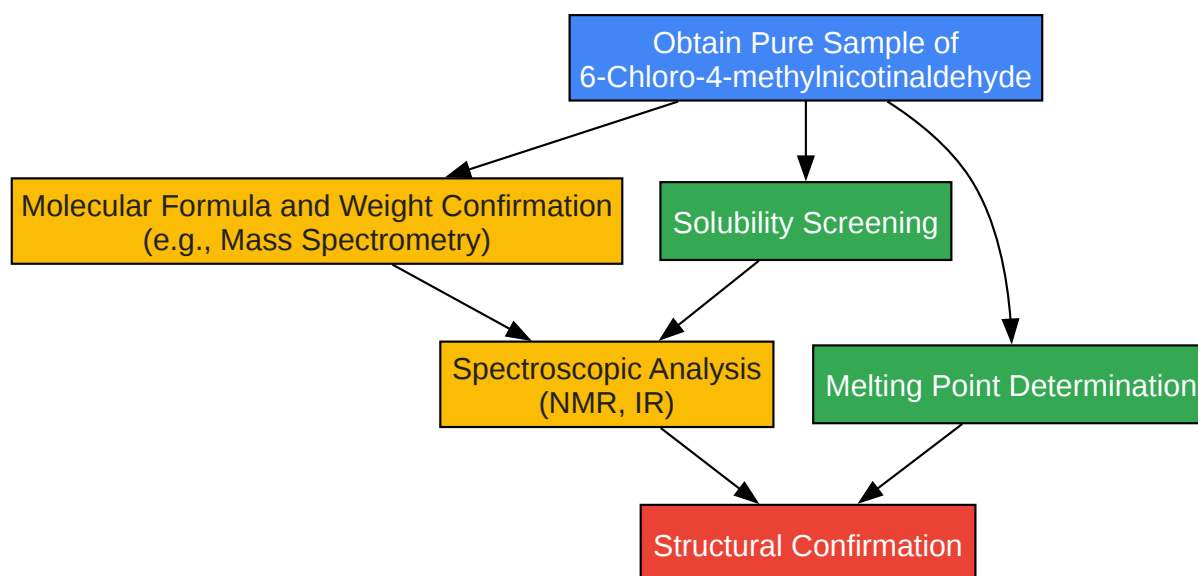 Obtain Pure Sample of
6-Chloro-4-methylnicotinaldehyde
Molecular Formula and Weight Confirmation
(e.g., Mass Spectrometry)
Solubility Screening
Spectroscopic Analysis
(NMR, IR)
Melting Point Determination
Structural Confirmation